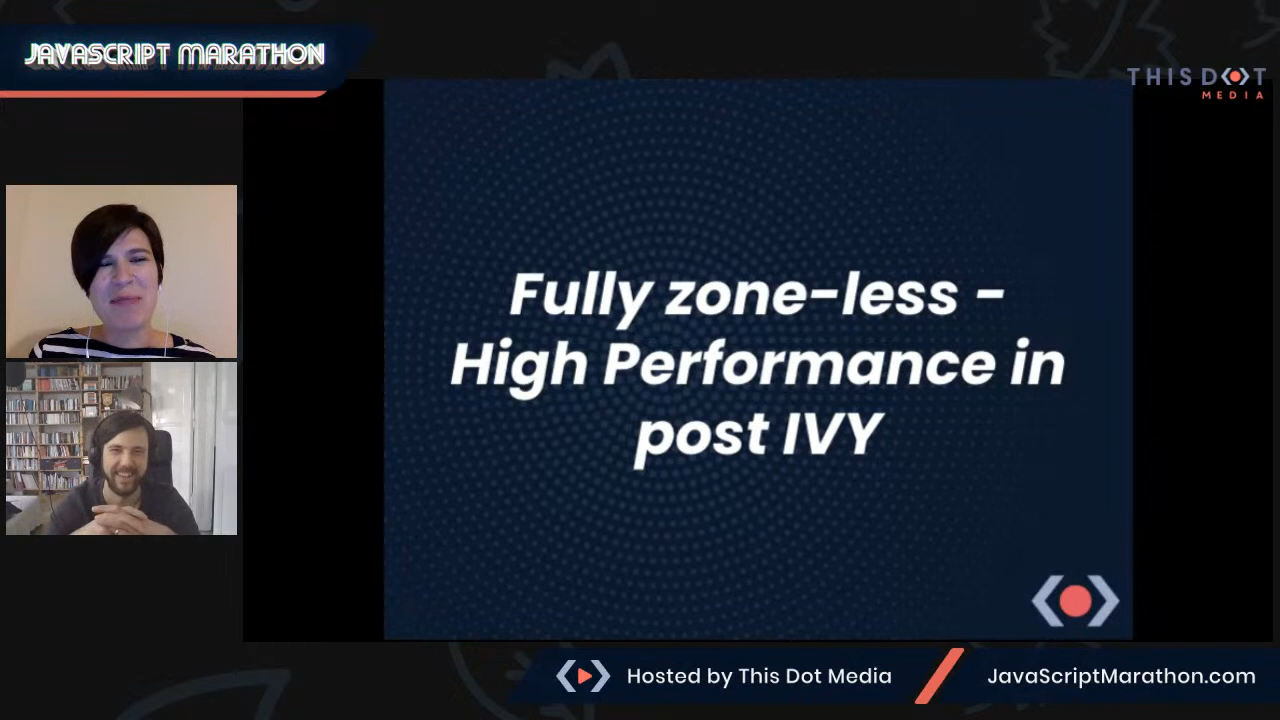 JAVASCRIPT MARATHON
THIS DOT
MEDIA
Fully zone-less -
High Performance in
post IVY
Hosted by This Dot Media
JavaScriptMarathon.com